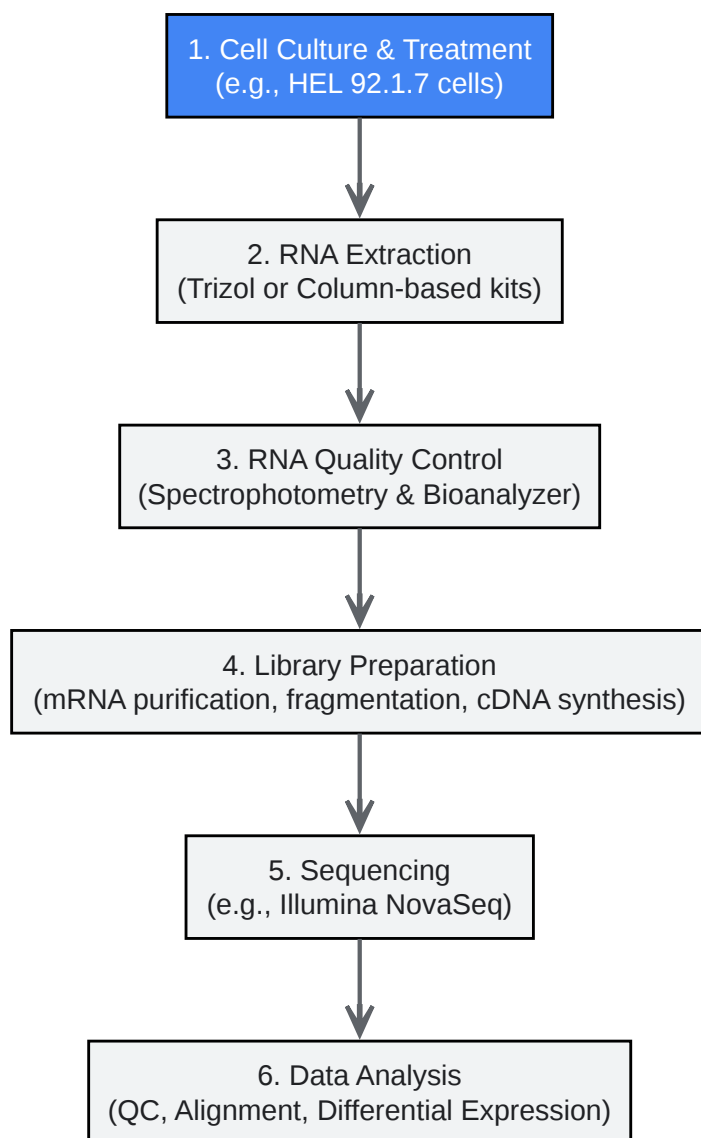 1. Cell Culture & Treatment
(e.g., HEL 92.1.7 cells)
2. RNA Extraction
(Trizol or Column-based kits)
3. RNA Quality Control
(Spectrophotometry & Bioanalyzer)
4. Library Preparation
(mRNA purification, fragmentation, cDNA synthesis)
5. Sequencing
(e.g., Illumina NovaSeq)
6. Data Analysis
(QC, Alignment, Differential Expression)